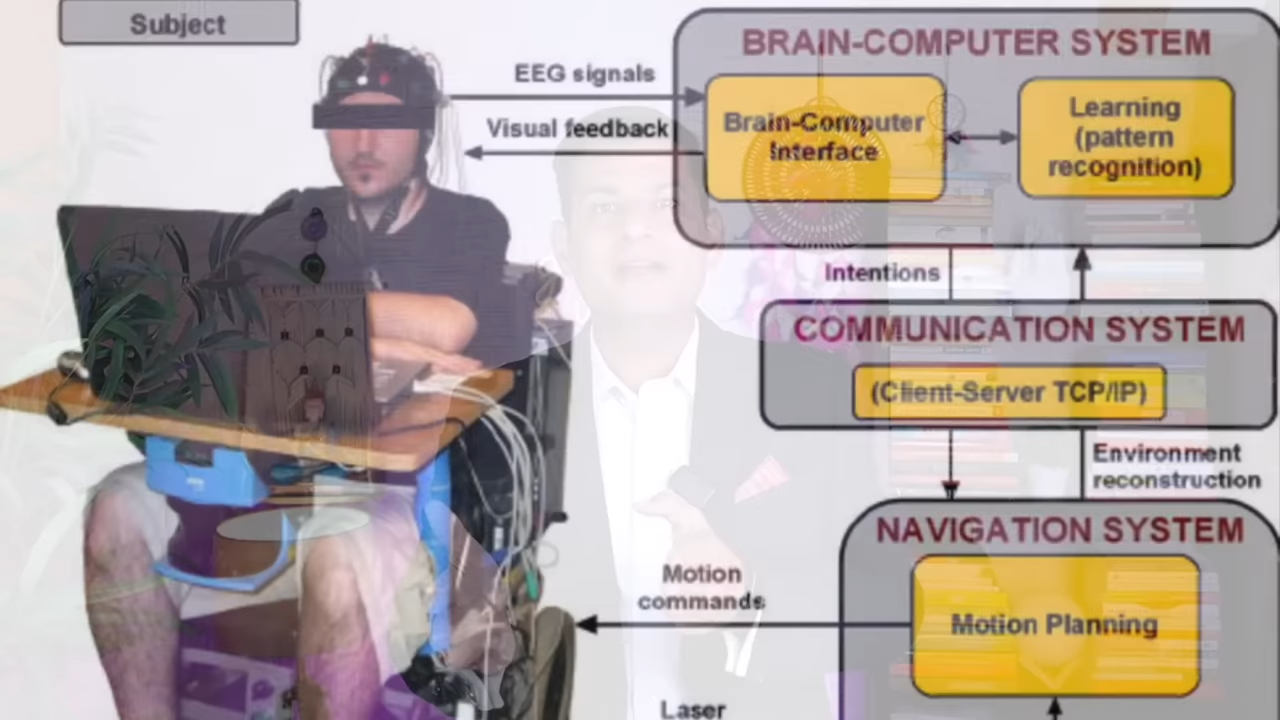 Subject
BRAIN-COMPUTER SYSTEM
EEG signals
Visual feedback
Brain-Computer
Interface
Learning
(pattern
recognition)
Intentions
COMMUNICATION SYSTEM
(Client-Server TCP/IP)
Environment
reconstruction
NAVIGATION SYSTEM
Motion
commands
Motion Planning
Laser